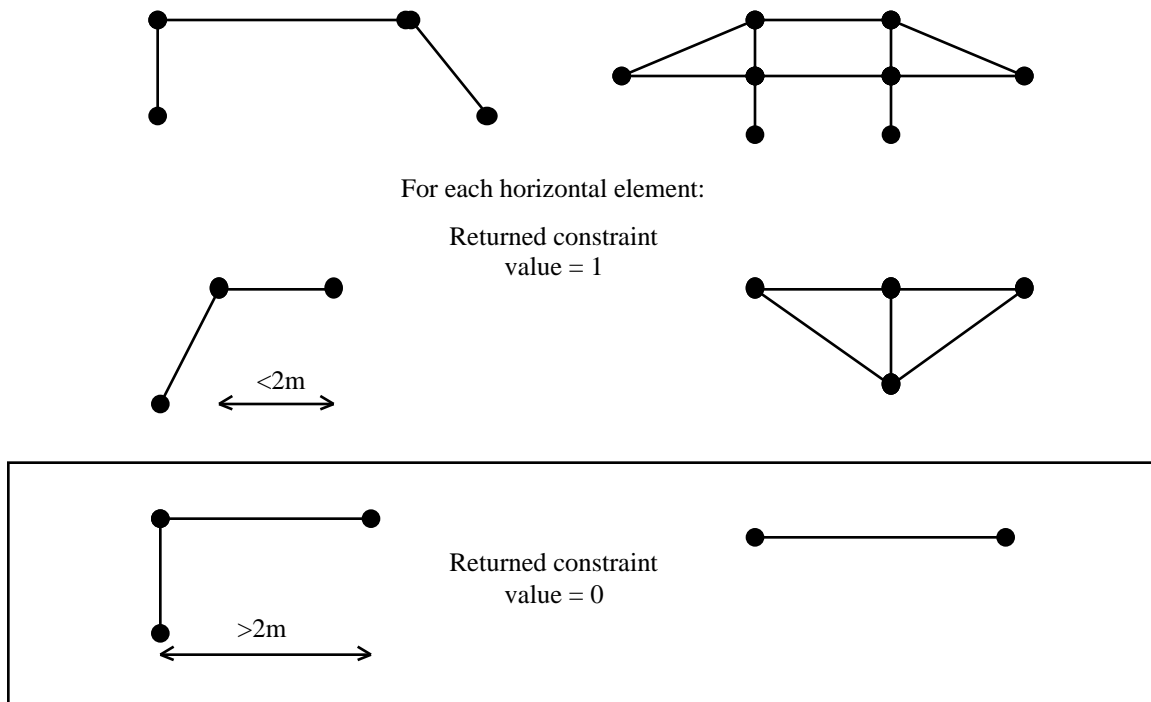 For each horizontal element:
Returned constraint
value = 1
<2m
Returned constraint
value = 0
>2m